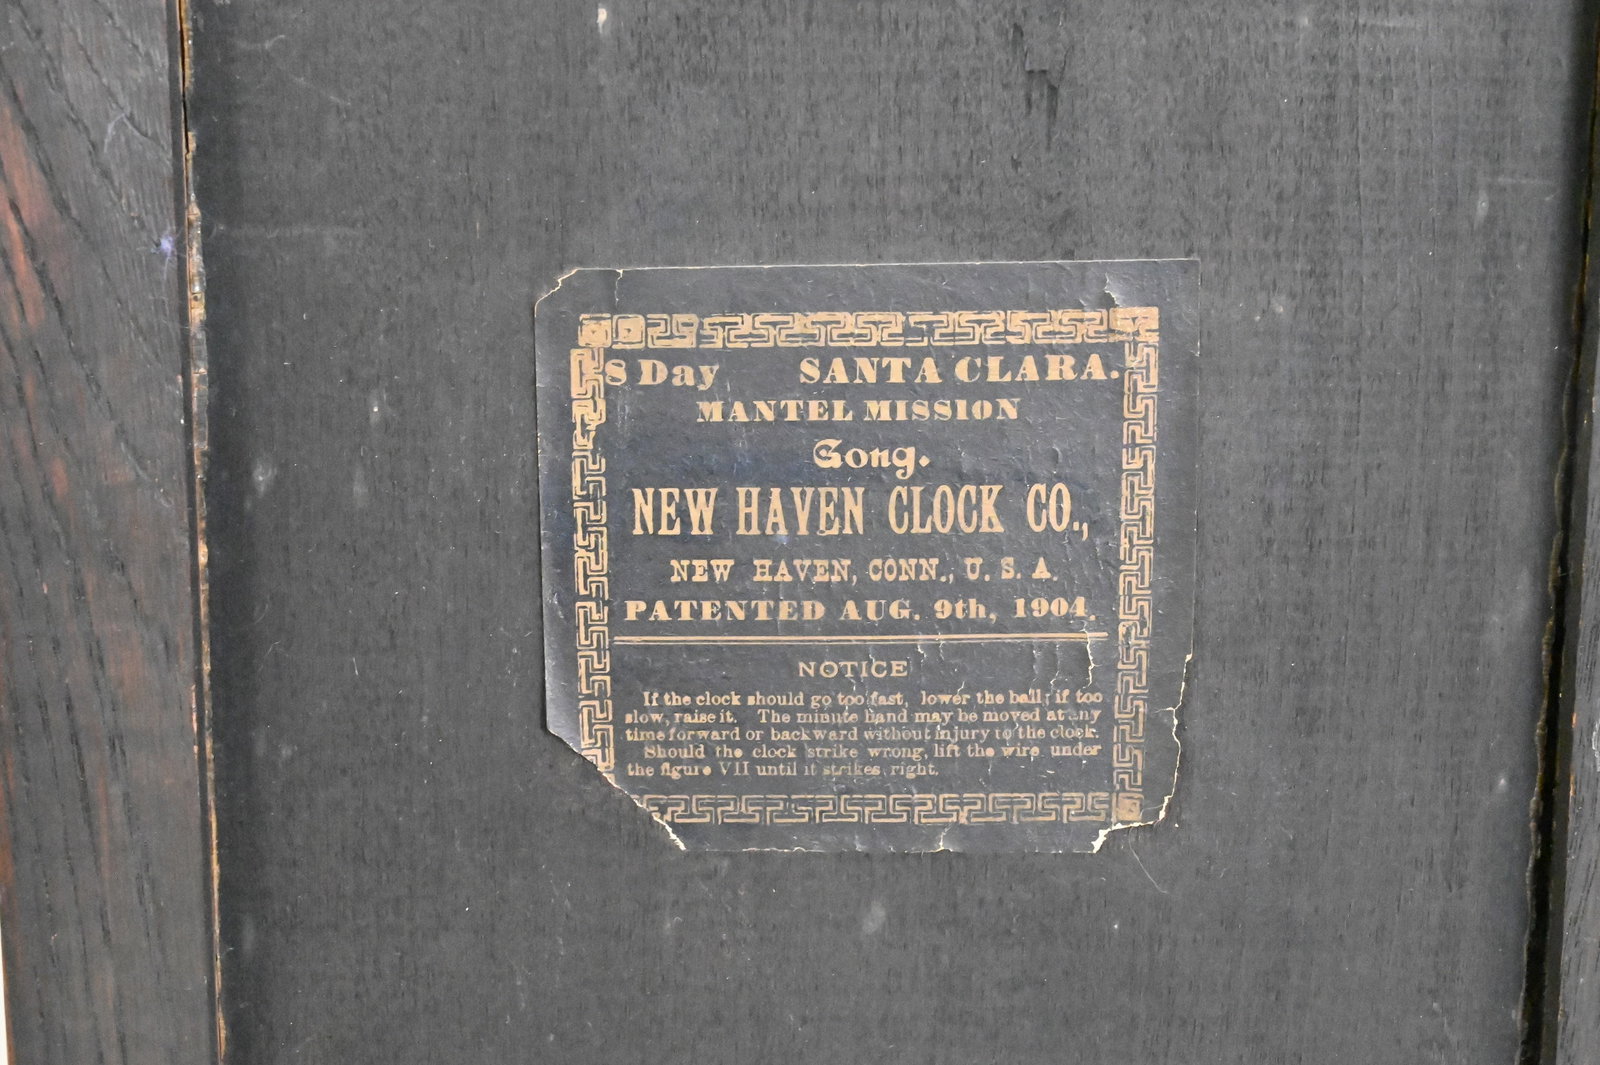 8 Day SANTA CLARA.
MANTEL MISSION
Gong.
NEW HAVEN CLOCK CO.,
NEW HAVEN, CONN., U. S. A.
PATENTED AUG. 9th, 1904.
NOTICE
If the clock should go too fast, lower the ball; if too
slow, raise it. The minute hand may be moved at any
time forward or backward without injury to the clock.
Should the clock strike wrong, lift the wire under
the figure VII until it strikes right.